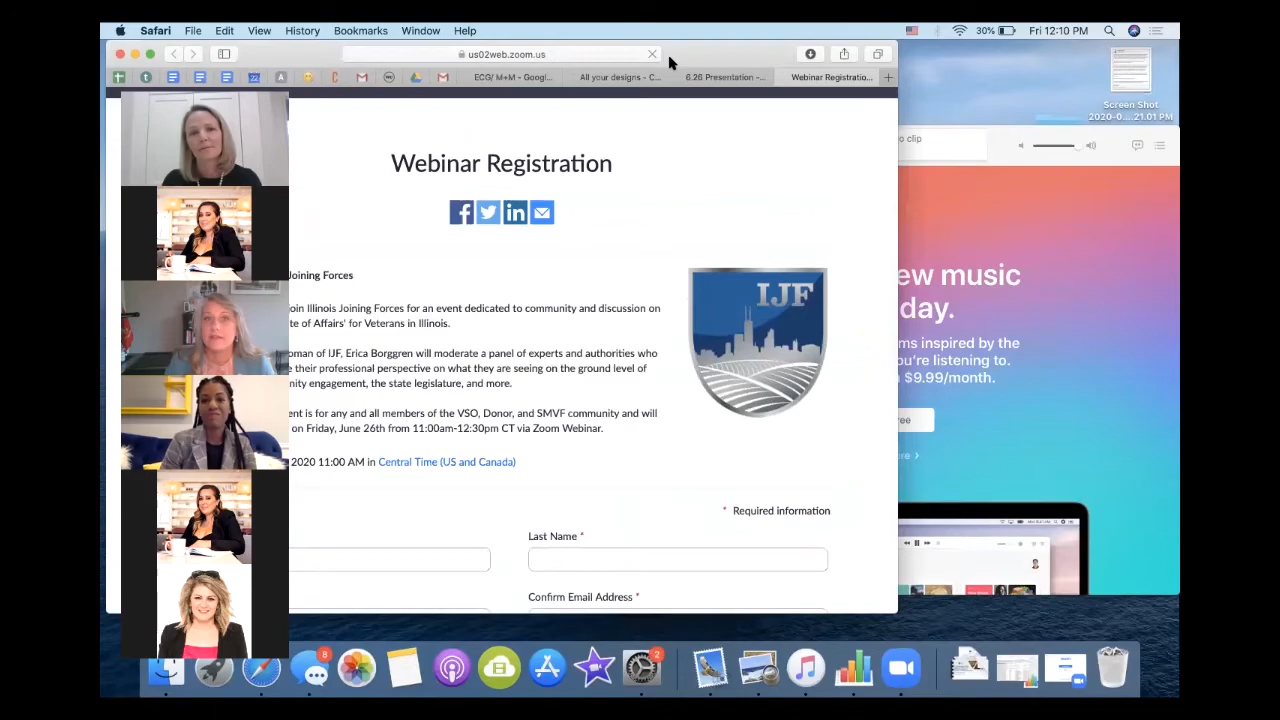 Safari File Edit View History Bookmarks Window Help
30% Fri 12:10 PM
us02web.zoom.us
ECG/ M+M – Googl... All your designs – C... 6.26 Presentation –... Webinar Registratio...
Screen Shot
2020-0....21.01 PM
o clip
Webinar Registration
Joining Forces
IJF
oin Illinois Joining Forces for an event dedicated to community and discussion on
te of Affairs' for Veterans in Illinois.
oman of IJF, Erica Borggren will moderate a panel of experts and authorities who
e their professional perspective on what they are seeing on the ground level of
nity engagement, the state legislature, and more.
ent is for any and all members of the VSO, Donor, and SMVF community and will
on Friday, June 26th from 11:00am-12:30pm CT via Zoom Webinar.
2020 11:00 AM in Central Time (US and Canada)
* Required information
Last Name *
Confirm Email Address *
ew music
day.
ms inspired by the
ou're listening to.
$9.99/month.
ree
re >
8
2